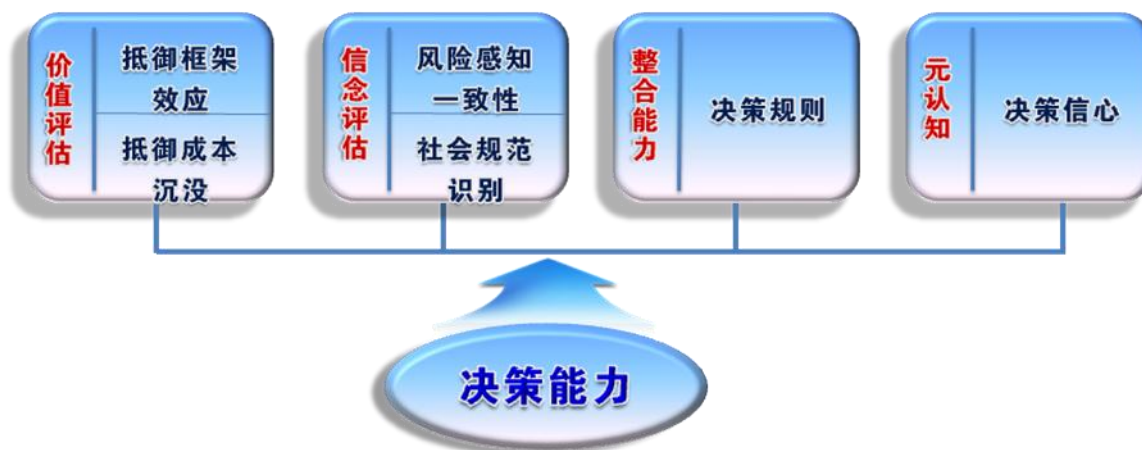 价值评估
抵御框架
效应
抵御成本
沉没
信念评估
风险感知
一致性
社会规范
识别
整合能力
决策规则
元认知
决策信心
决策能力